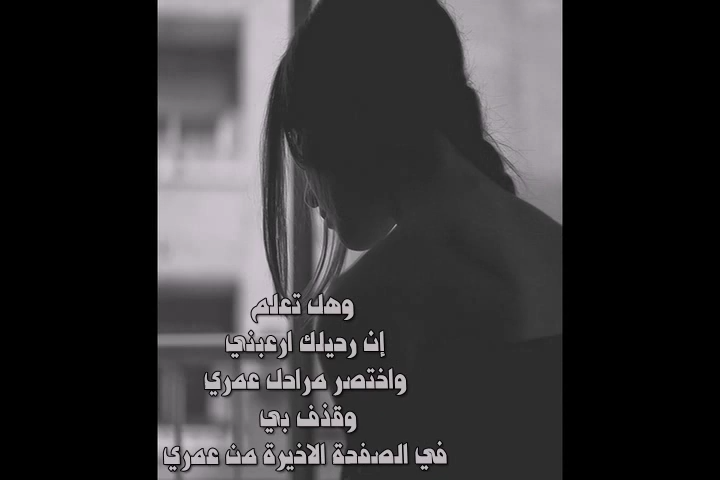 وهل تعلم
إن رحيلك ارعبني
واختصر مراحل عمري
وقذف بي
في الصفحة الاخيرة من عمري